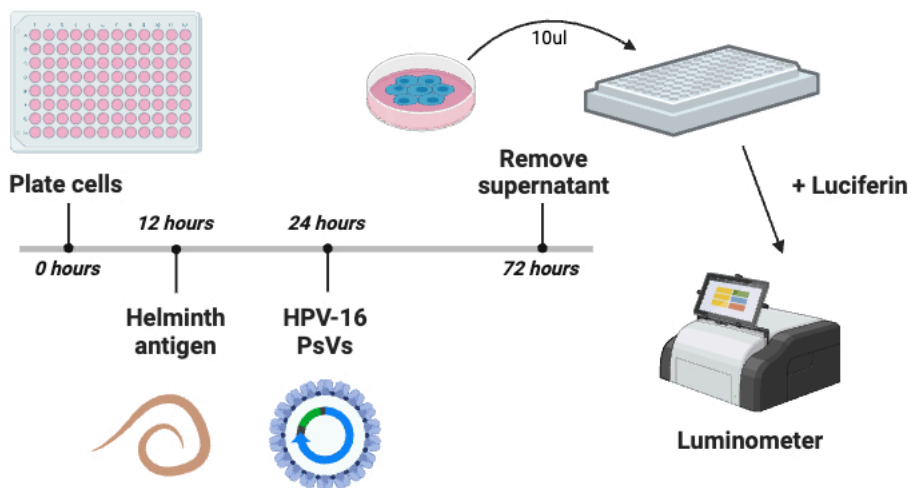 10ul
Plate cells
Remove
supernatant
+ Luciferin
12 hours
24 hours
0 hours
72 hours
Helminth
antigen
HPV-16
PsVs
Luminometer